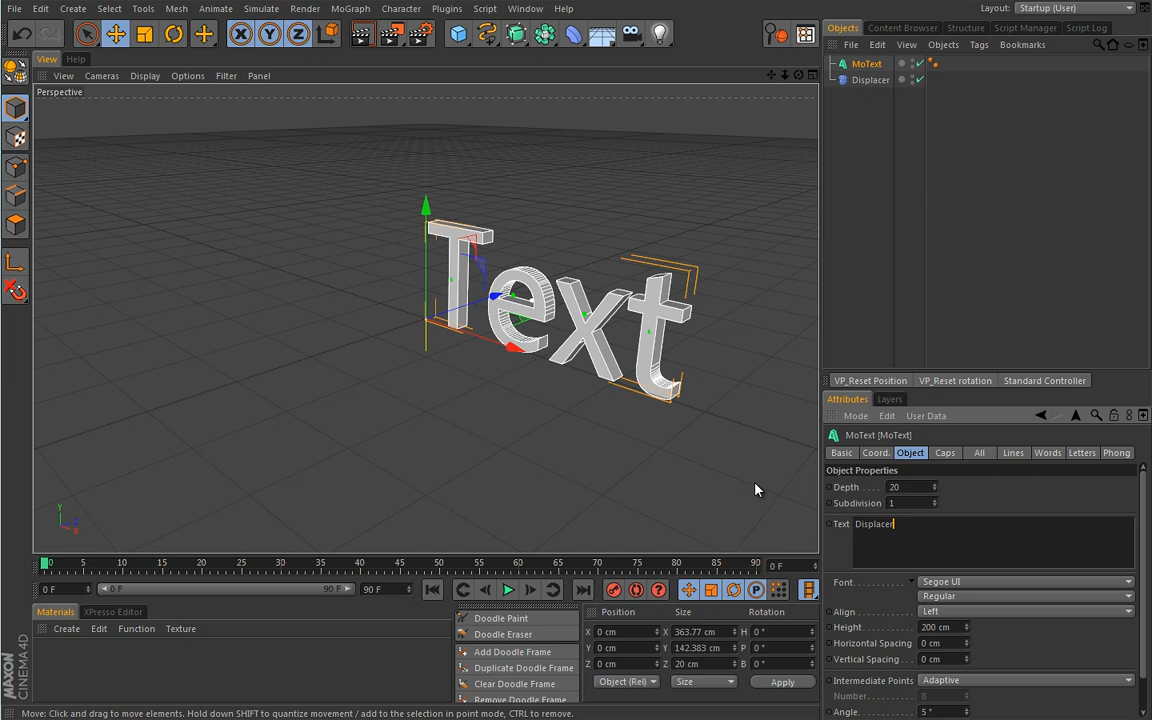 File Edit Create Select Tools Mesh Animate Simulate Render MoGraph Character Plugins Script Window Help Layout: Startup (User)
Objects Content Browser Structure Script Manager Script Log
File Edit View Objects Tags Bookmarks
View Help
MoText
View Cameras Display Options Filter Panel
Displacer
Perspective
X Y Z
Text
Y
Z
X
VP_Reset Position VP_Reset rotation Standard Controller
Attributes Layers
Mode Edit User Data
MoText [MoText]
Basic Coord. Object Caps All Lines Words Letters Phong
Object Properties
Depth .... 20
Subdivision 1
Text Displacer
0 5 10 15 20 25 30 35 40 45 50 55 60 65 70 75 80 85 90 0 F
0 F 0 F 90 F 90 F
P
Font........... Segoe UI
Regular
Align........... Left
Height......... 200 cm
Horizontal Spacing 0 cm
Vertical Spacing... 0 cm
Intermediate Points Adaptive
Number......... 8
Angle.......... 5 °
Materials XPresso Editor
Create Edit Function Texture
Doodle Paint
Doodle Eraser
Add Doodle Frame
Duplicate Doodle Frame
Clear Doodle Frame
Remove Doodle Frame
Position Size Rotation
X 0 cm X 363.77 cm H 0 °
Y 0 cm Y 142.383 cm P 0 °
Z 0 cm Z 20 cm B 0 °
Object (Rel) Size Apply
MAXON
CINEMA 4D
Move: Click and drag to move elements. Hold down SHIFT to quantize movement / add to the selection in point mode, CTRL to remove.